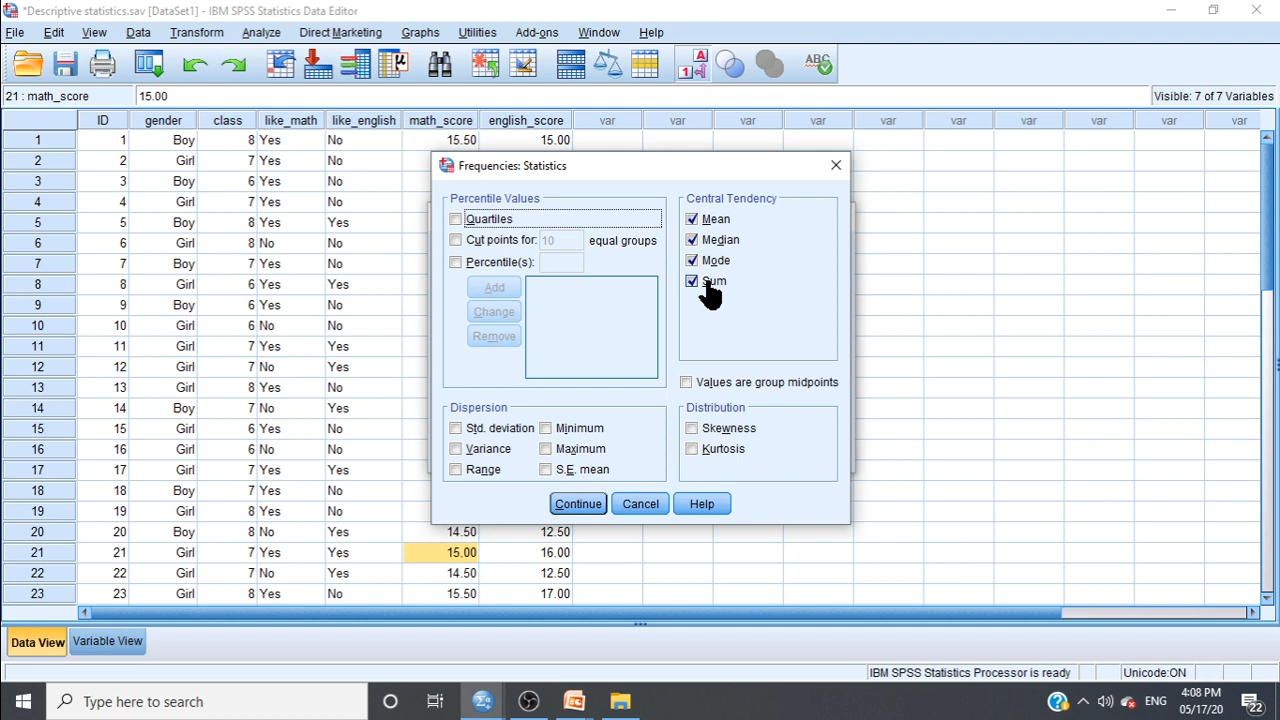 *Descriptive statistics.sav [DataSet1] - IBM SPSS Statistics Data Editor
File Edit View Data Transform Analyze Direct Marketing Graphs Utilities Add-ons Window Help
21 : math_score 15.00 Visible: 7 of 7 Variables
ID gender class like_math like_english math_score english_score var var var var var var var var var var
1 1 Boy 8 Yes No 15.50 15.00
2 2 Girl 7 Yes No
3 3 Boy 6 Yes No
4 4 Girl 7 Yes No
5 5 Boy 8 Yes Yes
6 6 Girl 8 No No
7 7 Boy 7 Yes No
8 8 Girl 6 Yes Yes
9 9 Boy 6 Yes No
10 10 Girl 6 No No
11 11 Girl 7 Yes Yes
12 12 Girl 7 No Yes
13 13 Girl 8 Yes No
14 14 Boy 7 No Yes
15 15 Girl 6 Yes No
16 16 Girl 6 No No
17 17 Girl 7 Yes Yes
18 18 Boy 7 Yes No
19 19 Girl 8 Yes No
20 20 Boy 8 No Yes 14.50 12.50
21 21 Girl 7 Yes Yes 15.00 16.00
22 22 Girl 7 No Yes 14.50 12.50
23 23 Girl 8 Yes No 15.50 17.00
Frequencies: Statistics
Percentile Values
Quartiles
Cut points for: 10 equal groups
Percentile(s):
Add
Change
Remove
Central Tendency
Mean
Median
Mode
Sum
Values are group midpoints
Dispersion
Std. deviation Minimum
Variance Maximum
Range S.E. mean
Distribution
Skewness
Kurtosis
Continue Cancel Help
Data View Variable View
IBM SPSS Statistics Processor is ready Unicode:ON
Type here to search ENG 4:08 PM
05/17/20 22